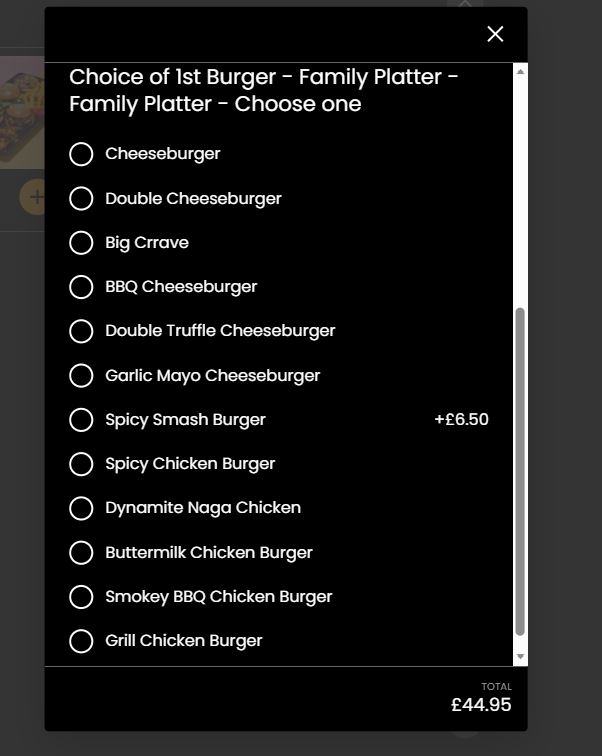 Choice of 1st Burger - Family Platter -
Family Platter - Choose one
Cheeseburger
Double Cheeseburger
Big Crrave
BBQ Cheeseburger
Double Truffle Cheeseburger
Garlic Mayo Cheeseburger
Spicy Smash Burger +£6.50
Spicy Chicken Burger
Dynamite Naga Chicken
Buttermilk Chicken Burger
Smokey BBQ Chicken Burger
Grill Chicken Burger
TOTAL
£44.95